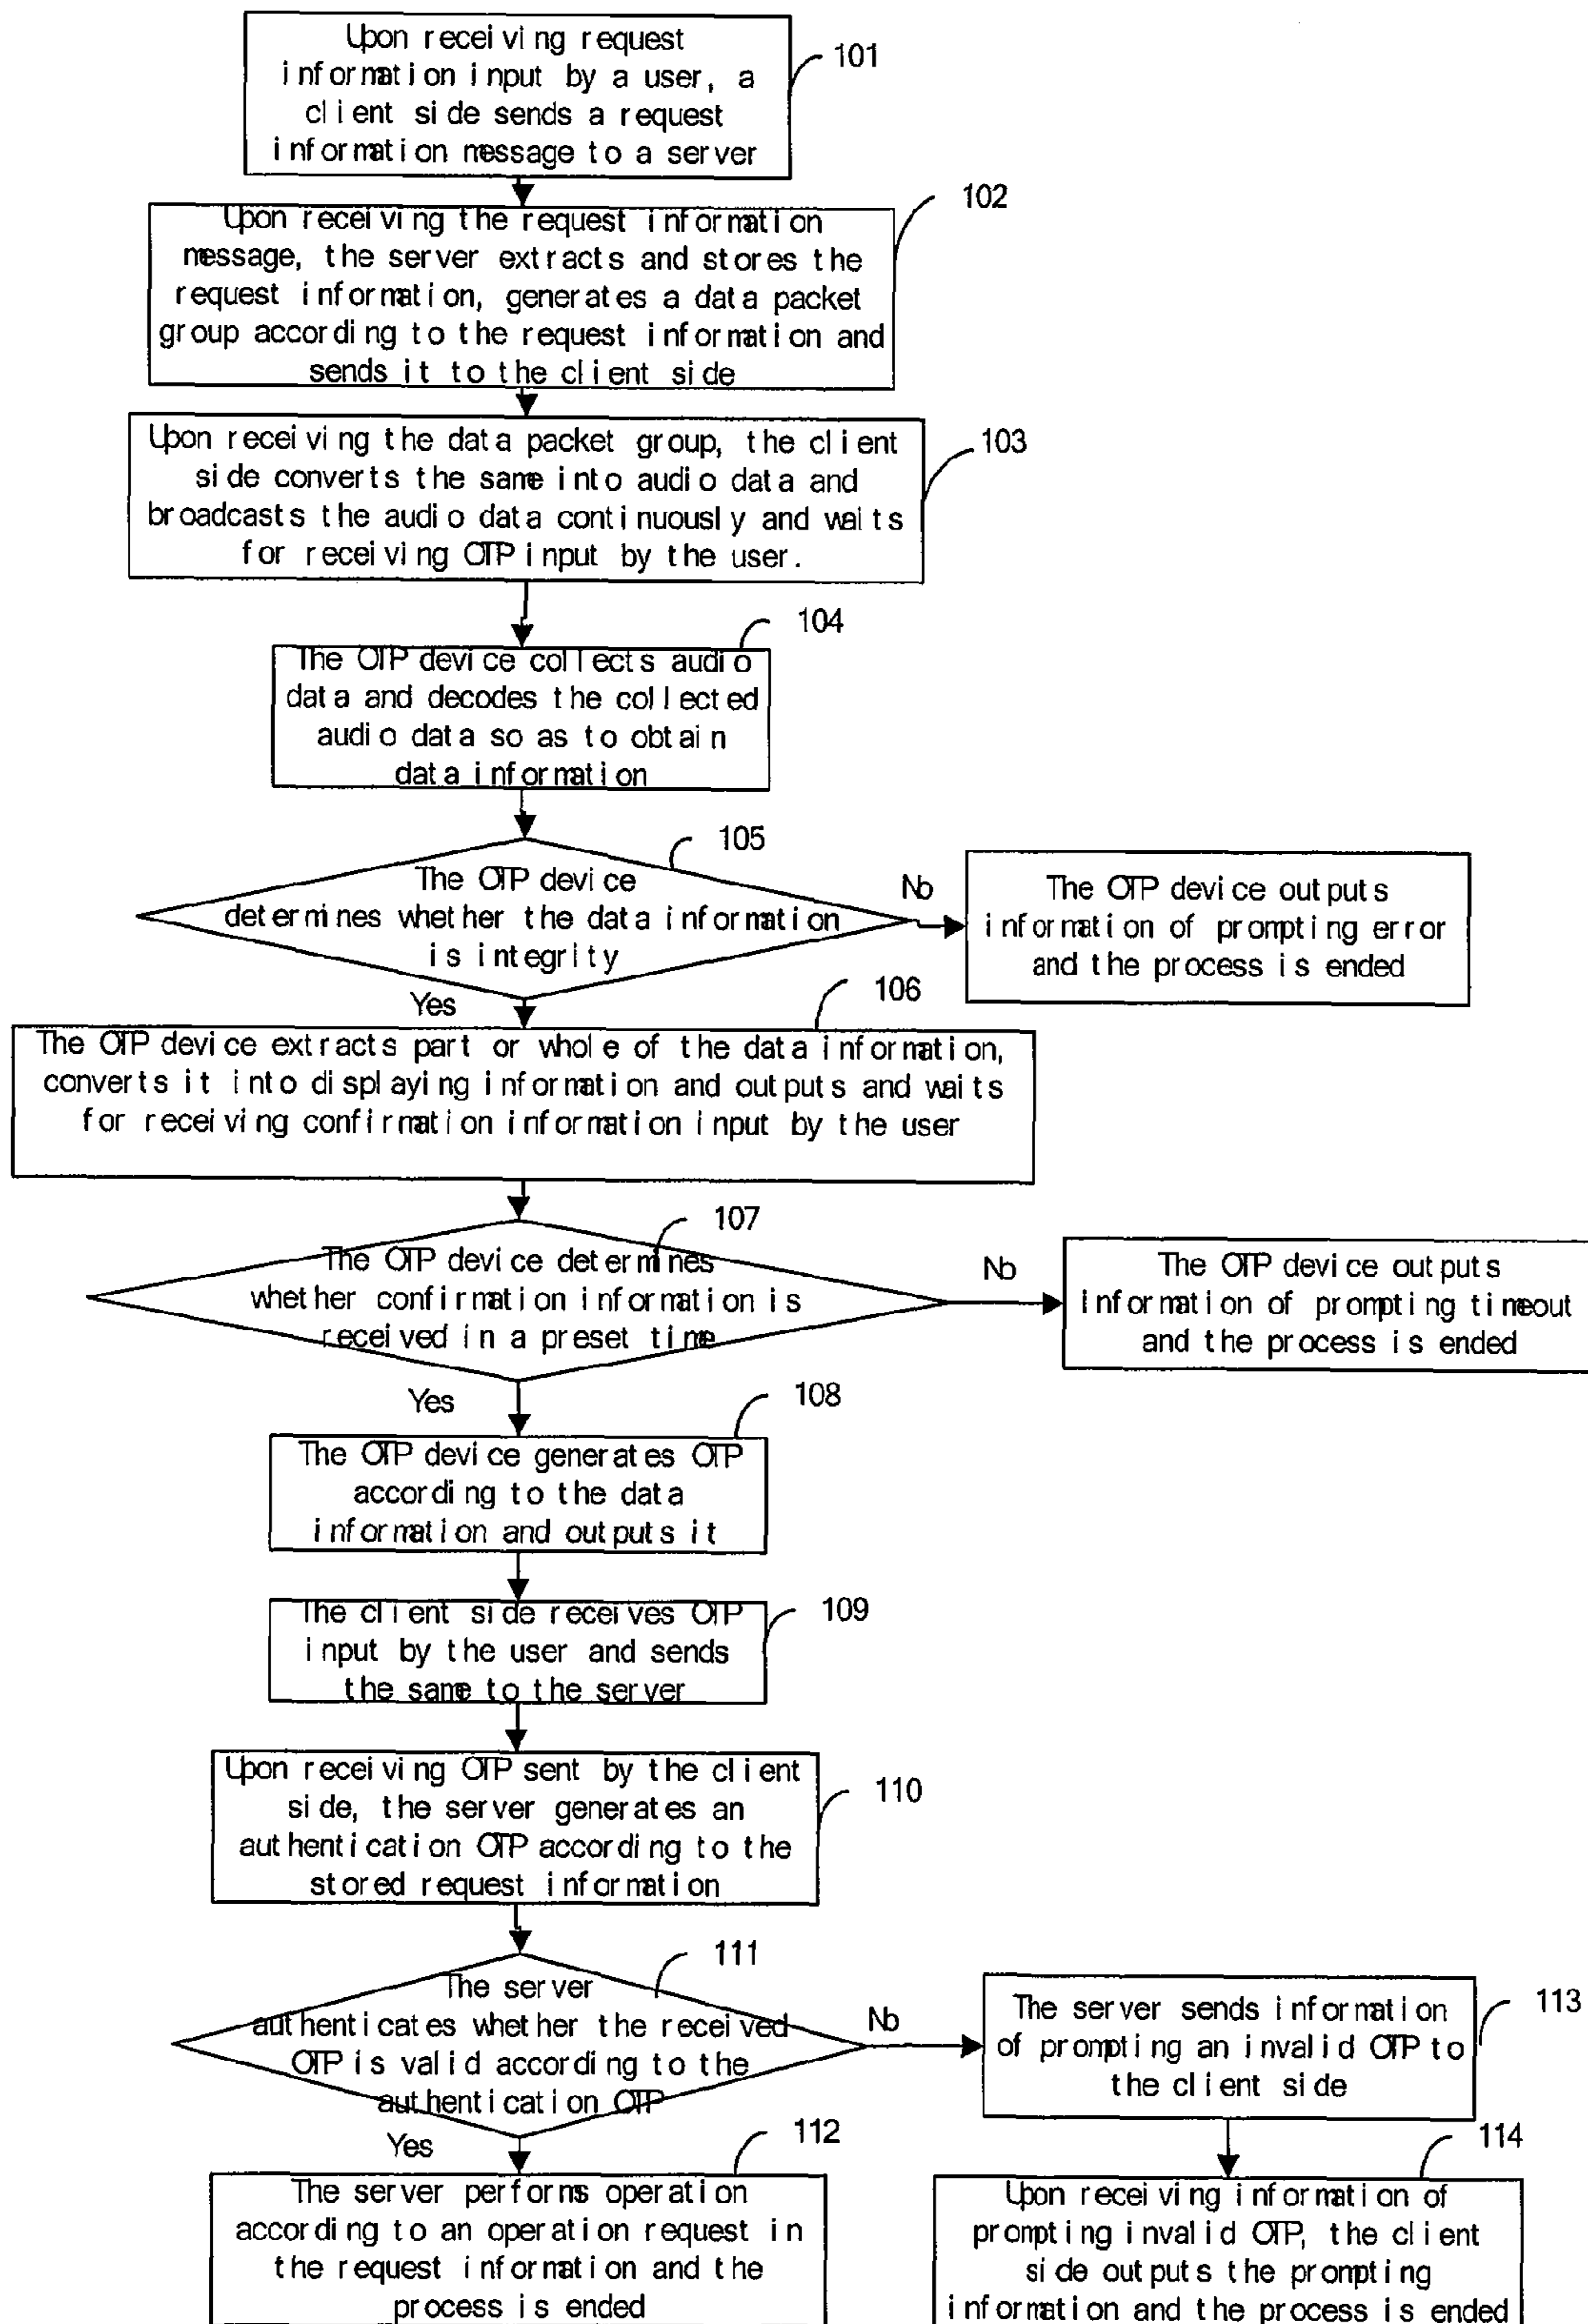 Upon receiving request
information input by a user, a
client side sends a request
information message to a server
101
Upon receiving the request information
message, the server extracts and stores the
request information, generates a data packet
group according to the request information and
sends it to the client side
102
Upon receiving the data packet group, the client
side converts the same into audio data and
broadcasts the audio data continuously and waits
for receiving OTP input by the user.
103
The OTP device collects audio
data and decodes the collected
audio data so as to obtain
data information
104
The OTP device
determines whether the data information
is integrity
105
No
The OTP device outputs
information of prompting error
and the process is ended
Yes
The OTP device extracts part or whole of the data information,
converts it into displaying information and outputs and waits
for receiving confirmation information input by the user
106
The OTP device determines
whether confirmation information is
received in a preset time
107
No
The OTP device outputs
information of prompting timeout
and the process is ended
Yes
The OTP device generates OTP
according to the data
information and outputs it
108
The client side receives OTP
input by the user and sends
the same to the server
109
Upon receiving OTP sent by the client
side, the server generates an
authentication OTP according to the
stored request information
110
The server
authenticates whether the received
OTP is valid according to the
authentication OTP
111
No
The server sends information
of prompting an invalid OTP to
the client side
113
Yes
The server performs operation
according to an operation request in
the request information and the
process is ended
112
Upon receiving information of
prompting invalid OTP, the client
side outputs the prompting
information and the process is ended
114